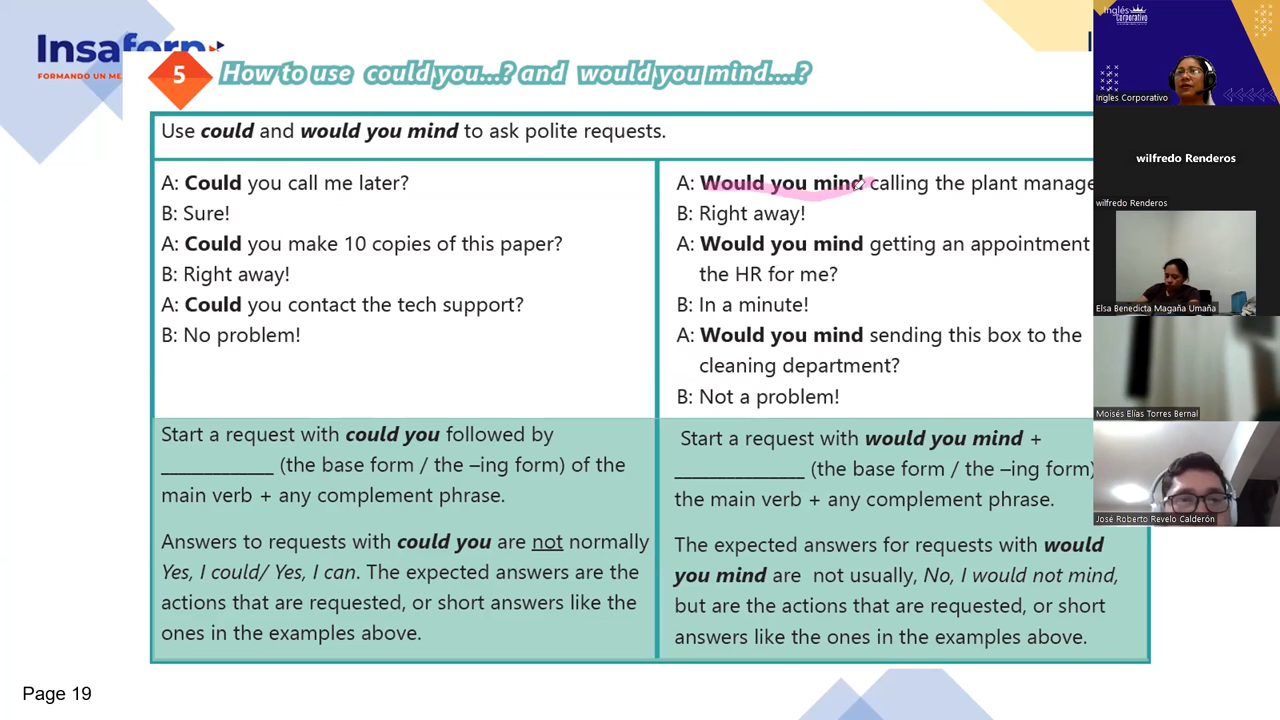 Insaforp
FORMANDO UN ME
5
How to use could you...? and would you mind....?
Use could and would you mind to ask polite requests.
A: Could you call me later?
B: Sure!
A: Could you make 10 copies of this paper?
B: Right away!
A: Could you contact the tech support?
B: No problem!
A: Would you mind calling the plant manage
B: Right away!
A: Would you mind getting an appointment
the HR for me?
B: In a minute!
A: Would you mind sending this box to the
cleaning department?
B: Not a problem!
Start a request with could you followed by
_____________ (the base form / the –ing form) of the
main verb + any complement phrase.
Answers to requests with could you are not normally
Yes, I could/ Yes, I can. The expected answers are the
actions that are requested, or short answers like the
ones in the examples above.
Start a request with would you mind +
_______________ (the base form / the –ing form)
the main verb + any complement phrase.
The expected answers for requests with would
you mind are not usually, No, I would not mind,
but are the actions that are requested, or short
answers like the ones in the examples above.
Page 19
Inglés
Corporativo
Ingles Corporativo
wilfredo Renderos
wilfredo Renderos
Elsa Benedicta Magaña Umaña
Moisés Elías Torres Bernal
José Roberto Revelo Calderón